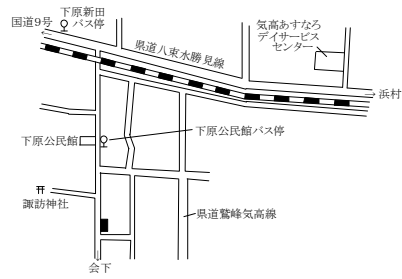 下原新田
バス停
国道9号
県道八束水勝見線
気高あすなろ
デイサービス
センター
浜村
下原公民館
下原公民館バス停
諏訪神社
県道鷲峰気高線
会下